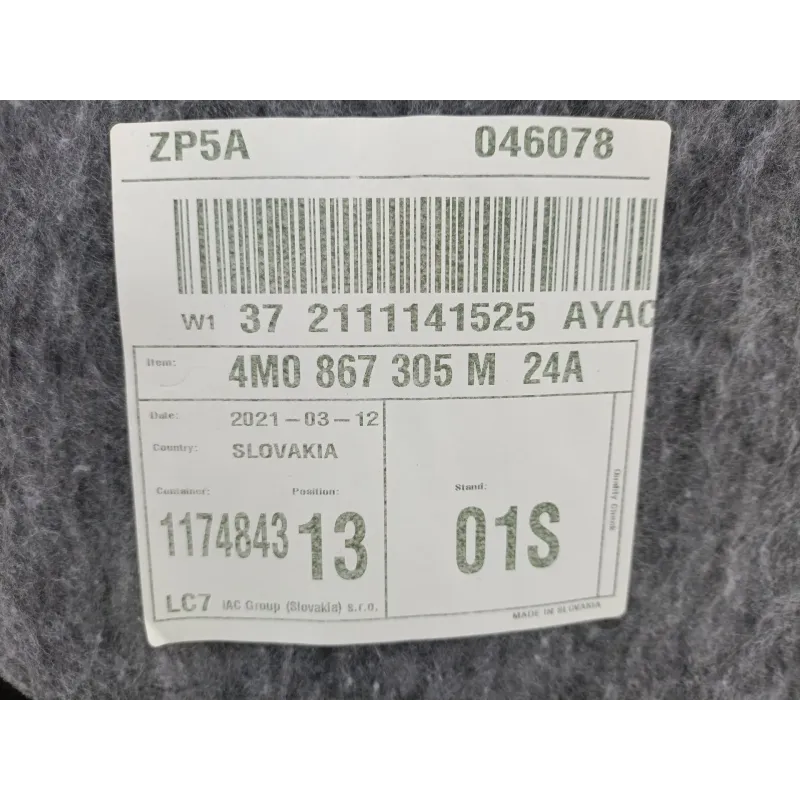 ZP5A 046078
W1 37 2111141525 AYAC
Item: 4M0 867 305 M 24A
Date: 2021-03-12
Country: SLOVAKIA
Container: Position: Stand:
1174843 13 01S
Quality Check
LC7 IAC Group (Slovakia) s.r.o.
MADE IN SLOVAKIA